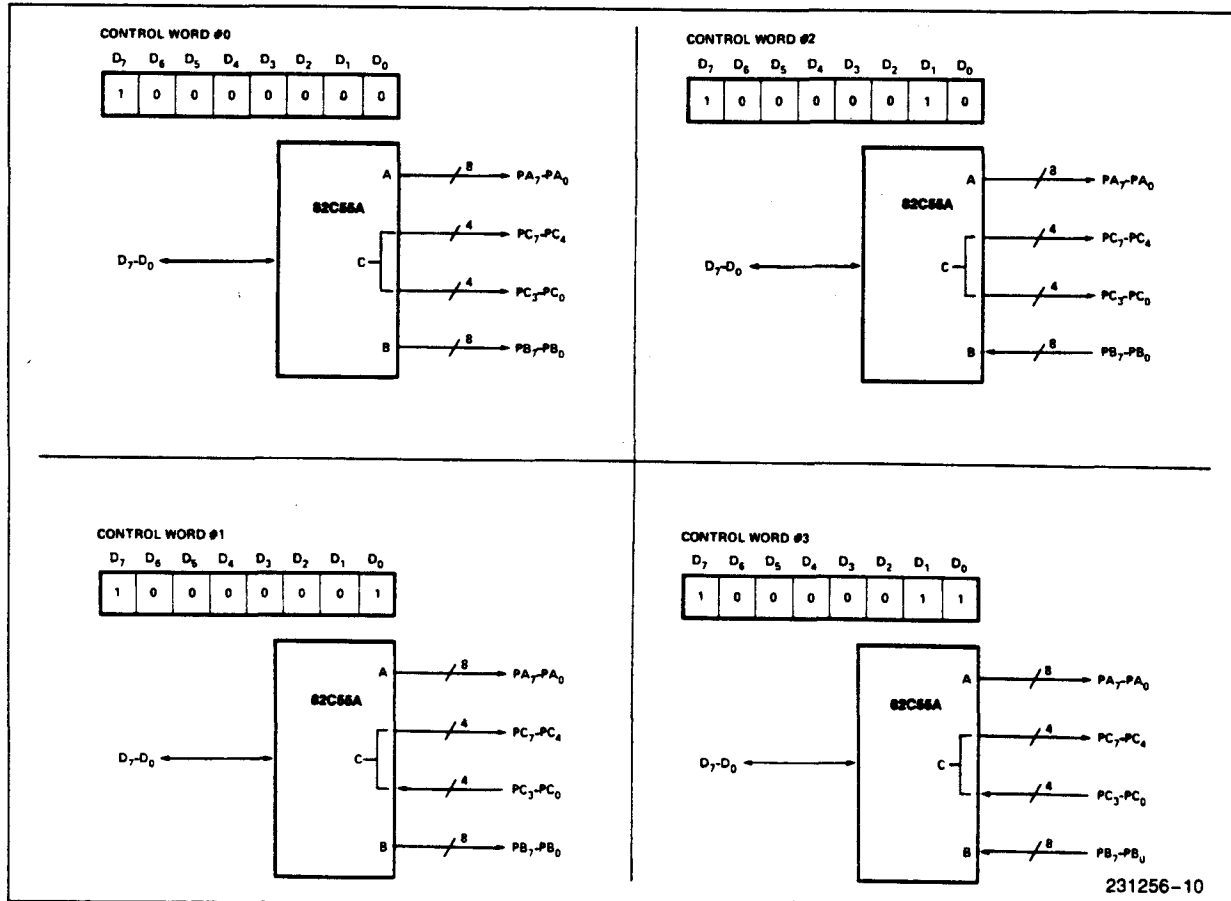 CONTROL WORD #0
D7 D6 D5 D4 D3 D2 D1 D0
1 0 0 0 0 0 0 0
82C55A
A
8
PA7-PA0
4
PC7-PC4
D7-D0
C
4
PC3-PC0
B
8
PB7-PB0
CONTROL WORD #2
D7 D6 D5 D4 D3 D2 D1 D0
1 0 0 0 0 0 1 0
82C55A
A
8
PA7-PA0
4
PC7-PC4
D7-D0
C
4
PC3-PC0
B
8
PB7-PB0
CONTROL WORD #1
D7 D6 D5 D4 D3 D2 D1 D0
1 0 0 0 0 0 0 1
82C55A
A
8
PA7-PA0
4
PC7-PC4
D7-D0
C
4
PC3-PC0
B
8
PB7-PB0
CONTROL WORD #3
D7 D6 D5 D4 D3 D2 D1 D0
1 0 0 0 0 0 1 1
82C55A
A
8
PA7-PA0
4
PC7-PC4
D7-D0
C
4
PC3-PC0
B
8
PB7-PB0
231256-10